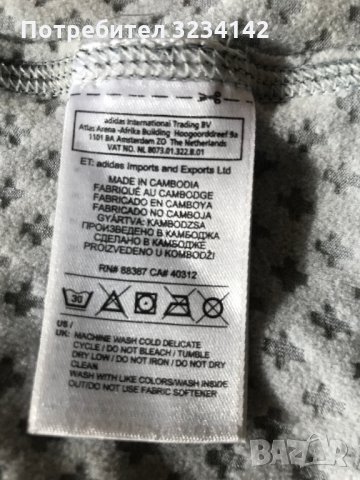 Потребител 3234142
adidas International Trading BV
Atlas Arena -Afrika Building Hoogoorddreef 9a
1101 BA Amsterdam ZO The Netherlands
VAT NO. NL 8073.01.322.B.01
ET: adidas Imports and Exports Ltd
MADE IN CAMBODIA
FABRIQUÉ AU CAMBODGE
FABRICADO EN CAMBOYA
FABRICADO NO CAMBOJA
GYÁRTVA: KAMBODZSA
ПРОИЗВЕДЕНО В КАМБОДЖА
СДЕЛАНО В КАМБОДЖЕ
PROIZVEDENO U KOMBODŽI
RN# 88387 CA# 40312
30
US /
UK: MACHINE WASH COLD DELICATE
CYCLE / DO NOT BLEACH / TUMBLE
DRY LOW / DO NOT IRON / DO NOT DRY
CLEAN
WASH WITH LIKE COLORS/WASH INSIDE
OUT/DO NOT USE FABRIC SOFTENER
BAZAR